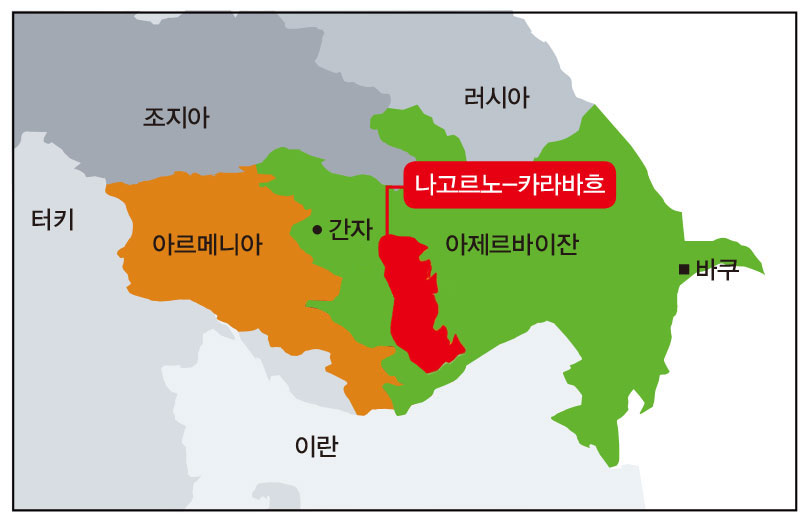 러시아
조지아
나고르노-카라바흐
터키
간자
아르메니아
아제르바이잔
바쿠
이란